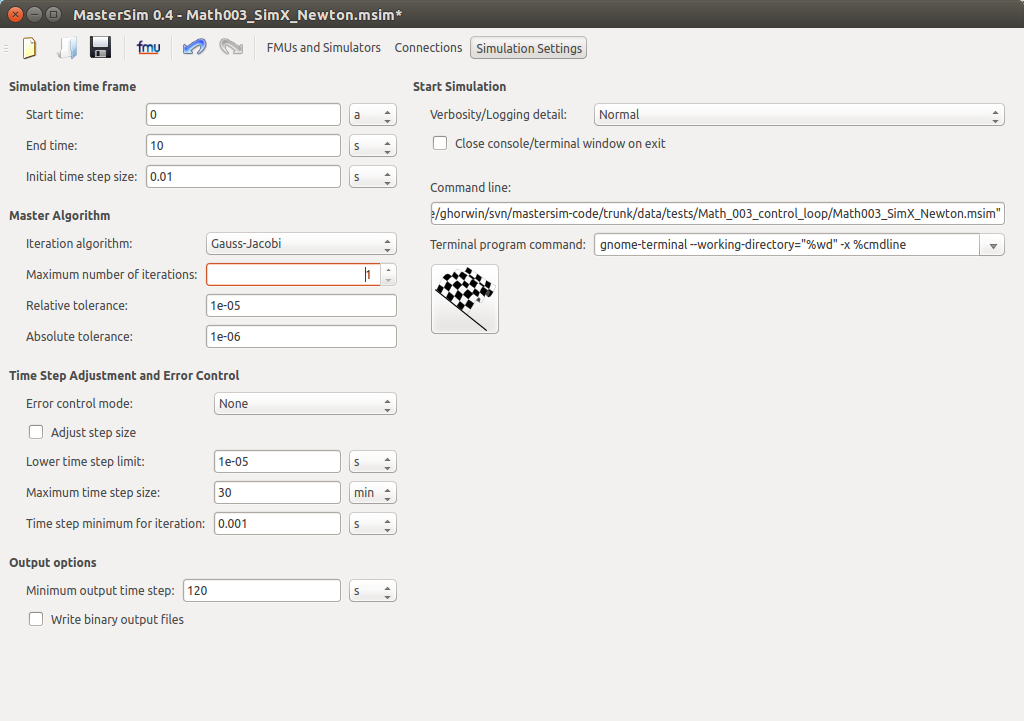 MasterSim 0.4 - Math003_SimX_Newton.msim*
fmu FMUs and Simulators Connections Simulation Settings
Simulation time frame
Start time: 0 a
End time: 10 s
Initial time step size: 0.01 s
Master Algorithm
Iteration algorithm: Gauss-Jacobi
Maximum number of iterations: 1
Relative tolerance: 1e-05
Absolute tolerance: 1e-06
Time Step Adjustment and Error Control
Error control mode: None
Adjust step size
Lower time step limit: 1e-05 s
Maximum time step size: 30 min
Time step minimum for iteration: 0.001 s
Output options
Minimum output time step: 120 s
Write binary output files
Start Simulation
Verbosity/Logging detail: Normal
Close console/terminal window on exit
Command line:
e/ghorwin/svn/mastersim-code/trunk/data/tests/Math_003_control_loop/Math003_SimX_Newton.msim"
Terminal program command: gnome-terminal --working-directory="%wd" -x %cmdline